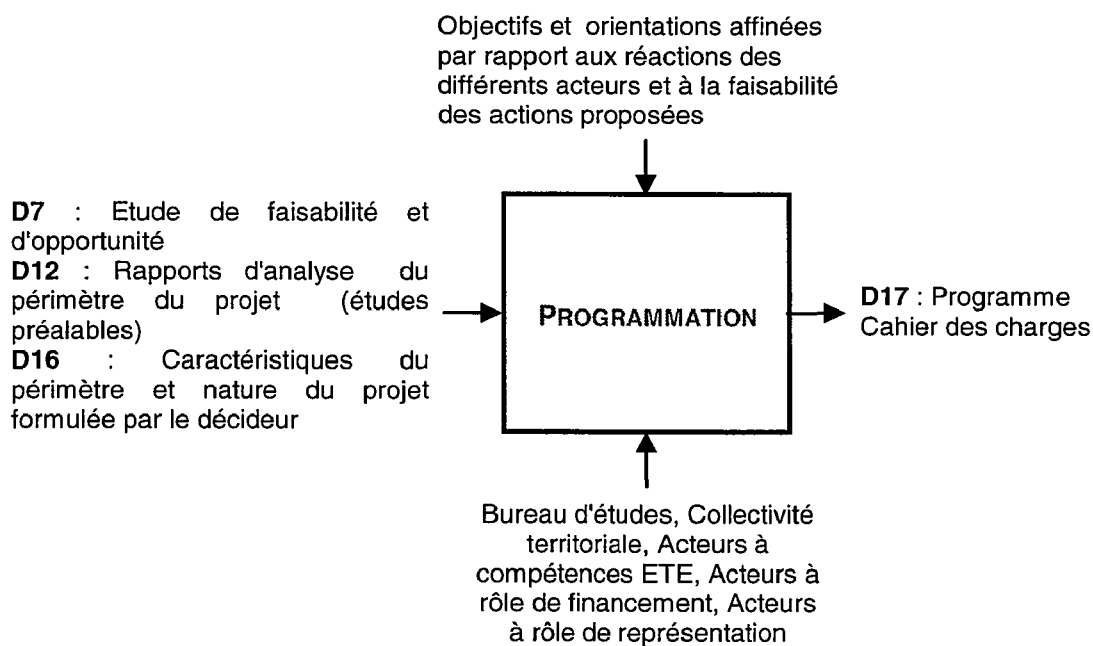 Objectifs et orientations affinées
par rapport aux réactions des
différents acteurs et à la faisabilité
des actions proposées
D7 : Etude de faisabilité et
d'opportunité
D12 : Rapports d'analyse du
périmètre du projet (études
préalables)
D16 : Caractéristiques du
périmètre et nature du projet
formulée par le décideur
PROGRAMMATION
D17 : Programme
Cahier des charges
Bureau d'études, Collectivité
territoriale, Acteurs à
compétences ETE, Acteurs à
rôle de financement, Acteurs
à rôle de représentation